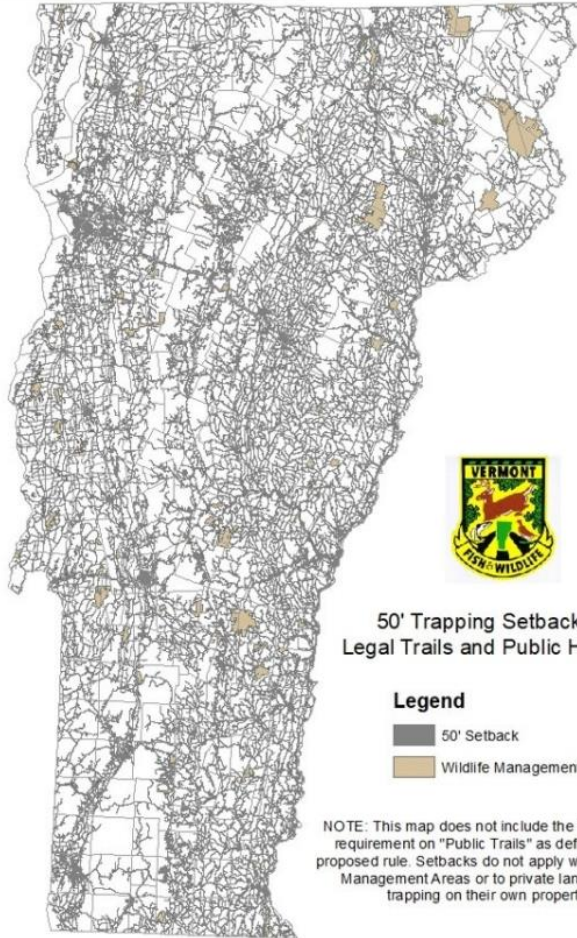 VERMONT
FISH & WILDLIFE
50' Trapping Setback
Legal Trails and Public H
Legend
50' Setback
Wildlife Management
NOTE: This map does not include the
requirement on "Public Trails" as def
proposed rule. Setbacks do not apply w
Management Areas or to private lan
trapping on their own propert